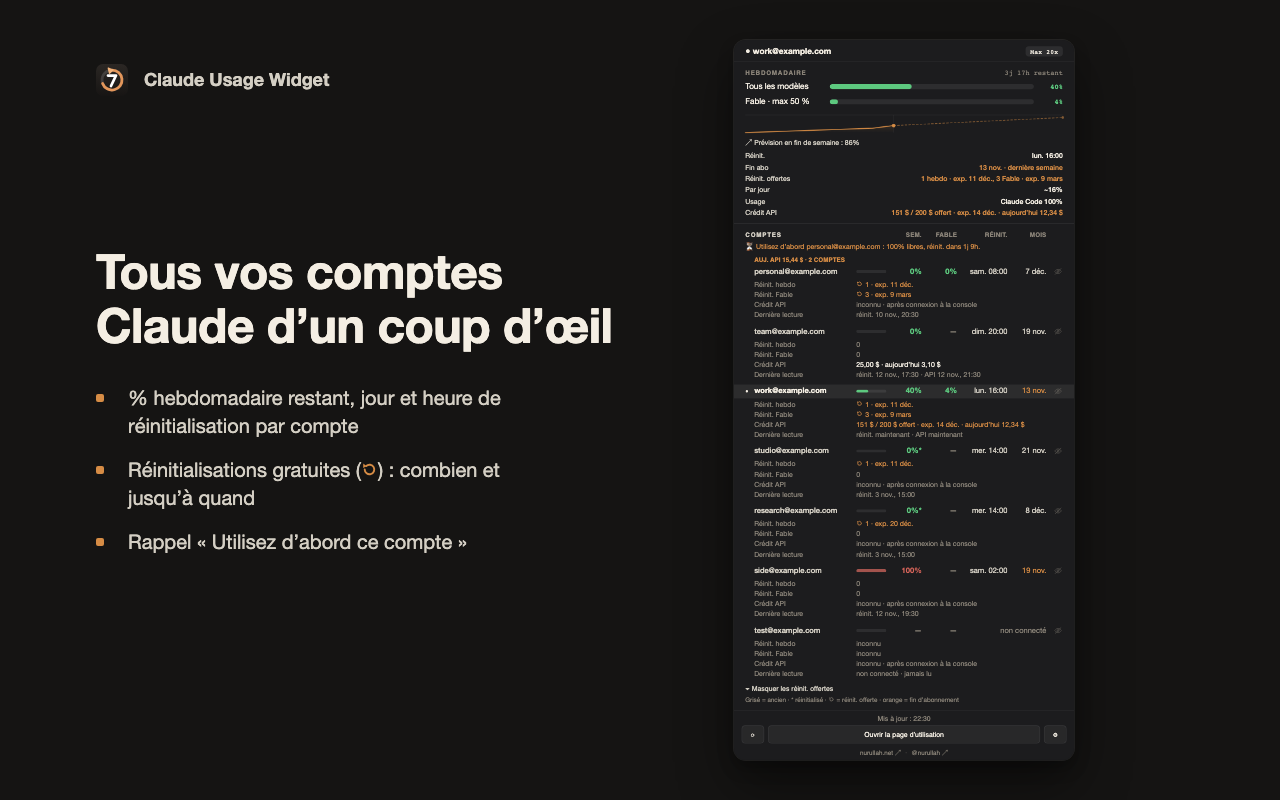 7 Claude Usage Widget
Tous vos comptes
Claude d’un coup d’œil
% hebdomadaire restant, jour et heure de
réinitialisation par compte
Réinitialisations gratuites ( ) : combien et
jusqu’à quand
Rappel « Utilisez d’abord ce compte »
work@example.com Max 20x
HEBDOMADAIRE 3j 17h restant
Tous les modèles 40%
Fable · max 50 % 4%
↗ Prévision en fin de semaine : 86%
Réinit. lun. 16:00
Fin abo 13 nov. · dernière semaine
Réinit. offertes 1 hebdo · exp. 11 déc., 3 Fable · exp. 9 mars
Par jour ~16%
Usage Claude Code 100%
Crédit API 151 $ / 200 $ offert · exp. 14 déc. · aujourd’hui 12,34 $
COMPTES SEM. FABLE RÉINIT. MOIS
⏳ Utilisez d’abord personal@example.com : 100% libres, réinit. dans 1j 9h.
AUJ. API 15,44 $ · 2 COMPTES
personal@example.com 0% 0% sam. 08:00 7 déc.
Réinit. hebdo 1 · exp. 11 déc.
Réinit. Fable 3 · exp. 9 mars
Crédit API inconnu · après connexion à la console
Dernière lecture réinit. 10 nov., 20:30
team@example.com 0% — dim. 20:00 19 nov.
Réinit. hebdo 0
Réinit. Fable 0
Crédit API 25,00 $ · aujourd’hui 3,10 $
Dernière lecture réinit. 12 nov., 17:30 · API 12 nov., 21:30
work@example.com 40% 4% lun. 16:00 13 nov.
Réinit. hebdo 1 · exp. 11 déc.
Réinit. Fable 3 · exp. 9 mars
Crédit API 151 $ / 200 $ offert · exp. 14 déc. · aujourd’hui 12,34 $
Dernière lecture réinit. maintenant · API maintenant
studio@example.com 0%* — mer. 14:00 21 nov.
Réinit. hebdo 1 · exp. 11 déc.
Réinit. Fable 0
Crédit API inconnu · après connexion à la console
Dernière lecture réinit. 3 nov., 15:00
research@example.com 0%* — mer. 14:00 8 déc.
Réinit. hebdo 1 · exp. 20 déc.
Réinit. Fable 0
Crédit API inconnu · après connexion à la console
Dernière lecture réinit. 3 nov., 15:00
side@example.com 100% — sam. 02:00 19 nov.
Réinit. hebdo 0
Réinit. Fable 0
Crédit API inconnu · après connexion à la console
Dernière lecture réinit. 12 nov., 19:30
test@example.com — — non connecté
Réinit. hebdo inconnu
Réinit. Fable inconnu
Crédit API inconnu · après connexion à la console
Dernière lecture non connecté · jamais lu
Masquer les réinit. offertes
Grisé = ancien · * réinitialisé · = réinit. offerte · orange = fin d’abonnement
Mis à jour : 22:30
Ouvrir la page d’utilisation
nurullah.net ↗ · @nurullah ↗